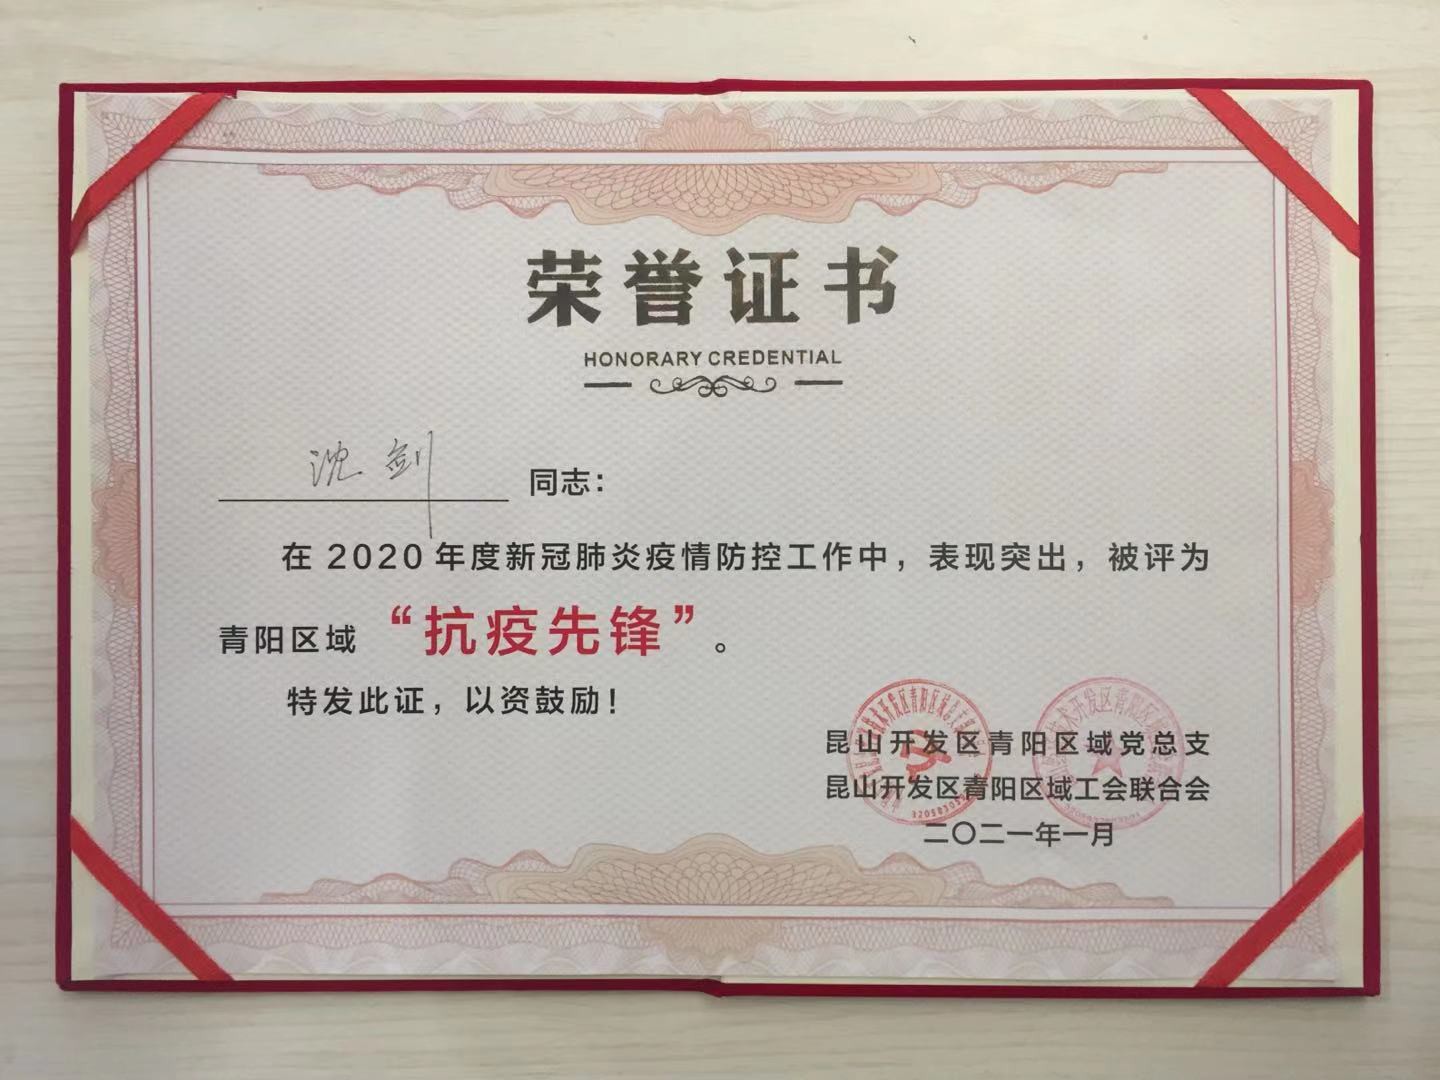 荣誉证书
HONORARY CREDENTIAL
沈剑 同志：
在 2020 年度新冠肺炎疫情防控工作中，表现突出，被评为
青阳区域 “抗疫先锋”。
特发此证，以资鼓励！
昆山开发区青阳区域党总支
昆山开发区青阳区域工会联合会
二〇二一年一月